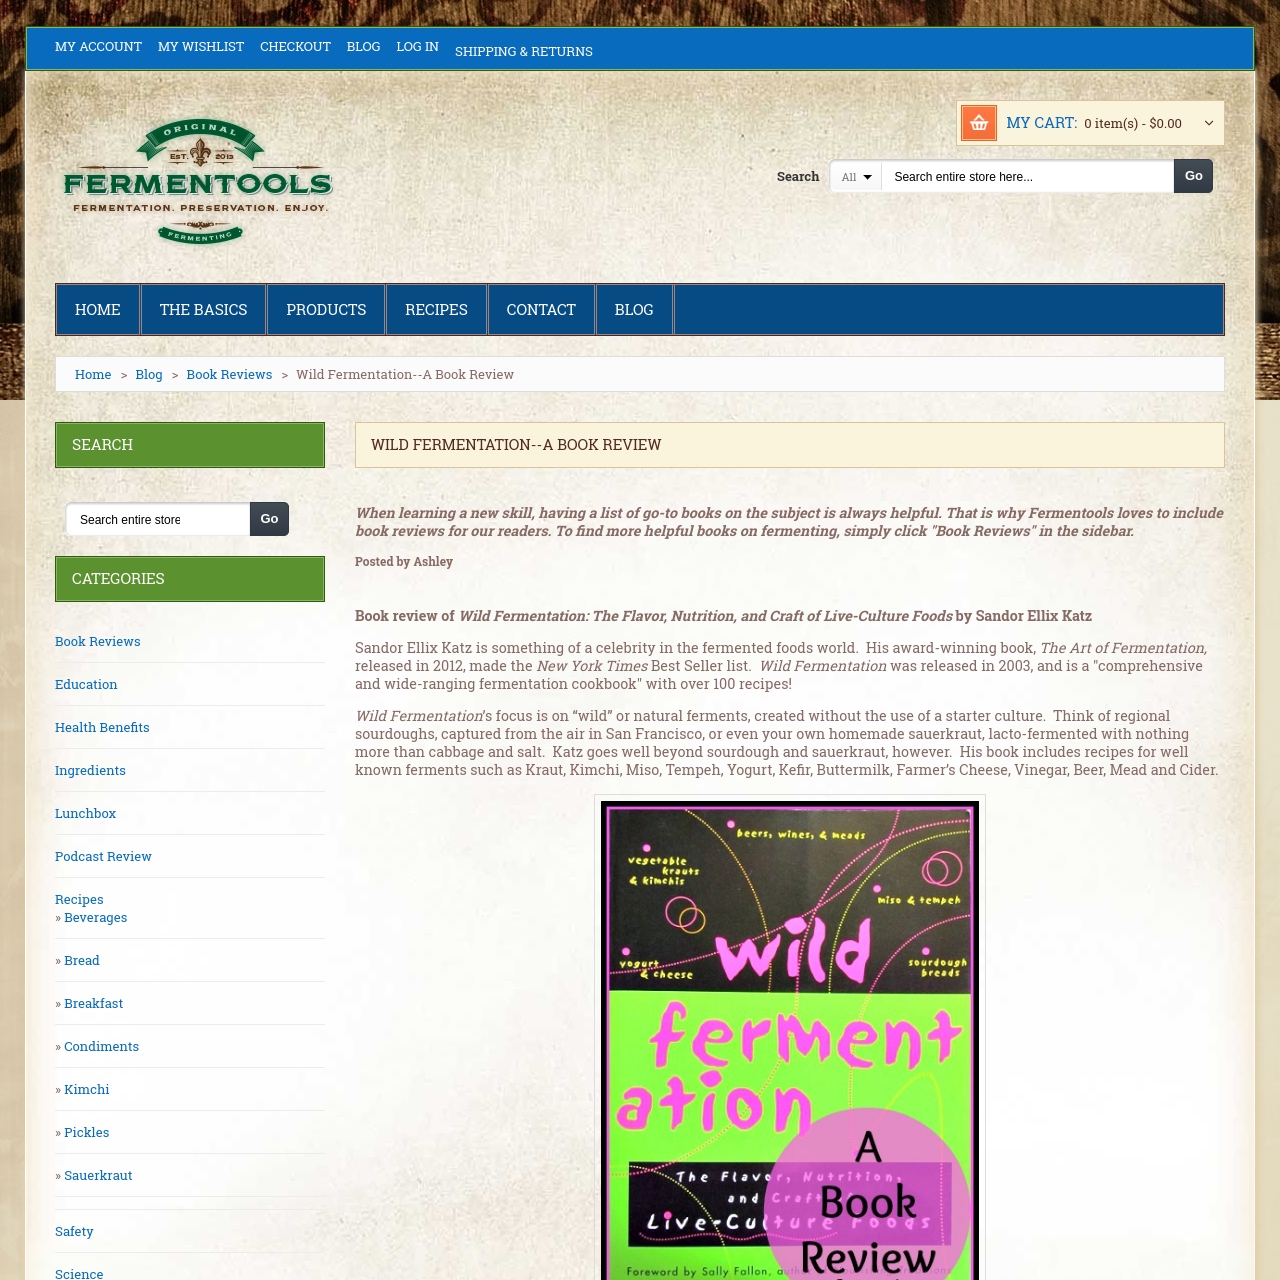 MY ACCOUNT MY WISHLIST CHECKOUT BLOG LOG IN SHIPPING & RETURNS
ORIGINAL
EST. 2013
FERMENTOOLS
FERMENTATION. PRESERVATION. ENJOY.
FERMENTING
MY CART: 0 item(s) - $0.00
Search All Search entire store here... Go
HOME THE BASICS PRODUCTS RECIPES CONTACT BLOG
Home > Blog > Book Reviews > Wild Fermentation--A Book Review
SEARCH
Search entire store Go
CATEGORIES
Book Reviews
Education
Health Benefits
Ingredients
Lunchbox
Podcast Review
Recipes
» Beverages
» Bread
» Breakfast
» Condiments
» Kimchi
» Pickles
» Sauerkraut
Safety
Science
WILD FERMENTATION--A BOOK REVIEW
When learning a new skill, having a list of go-to books on the subject is always helpful. That is why Fermentools loves to include
book reviews for our readers. To find more helpful books on fermenting, simply click "Book Reviews" in the sidebar.
Posted by Ashley
Book review of Wild Fermentation: The Flavor, Nutrition, and Craft of Live-Culture Foods by Sandor Ellix Katz
Sandor Ellix Katz is something of a celebrity in the fermented foods world. His award-winning book, The Art of Fermentation,
released in 2012, made the New York Times Best Seller list. Wild Fermentation was released in 2003, and is a "comprehensive
and wide-ranging fermentation cookbook" with over 100 recipes!
Wild Fermentation's focus is on “wild” or natural ferments, created without the use of a starter culture. Think of regional
sourdoughs, captured from the air in San Francisco, or even your own homemade sauerkraut, lacto-fermented with nothing
more than cabbage and salt. Katz goes well beyond sourdough and sauerkraut, however. His book includes recipes for well
known ferments such as Kraut, Kimchi, Miso, Tempeh, Yogurt, Kefir, Buttermilk, Farmer’s Cheese, Vinegar, Beer, Mead and Cider.
beers, wines, & meads
vegetable
krauts
& kimchis
miso & tempeh
yogurt
& cheese
sourdough
breads
wild
ferment
ation
The Flavor, Nutrition,
and Craft of
Live-Culture Foods
A
Book
Review
Foreword by Sally Fallon,